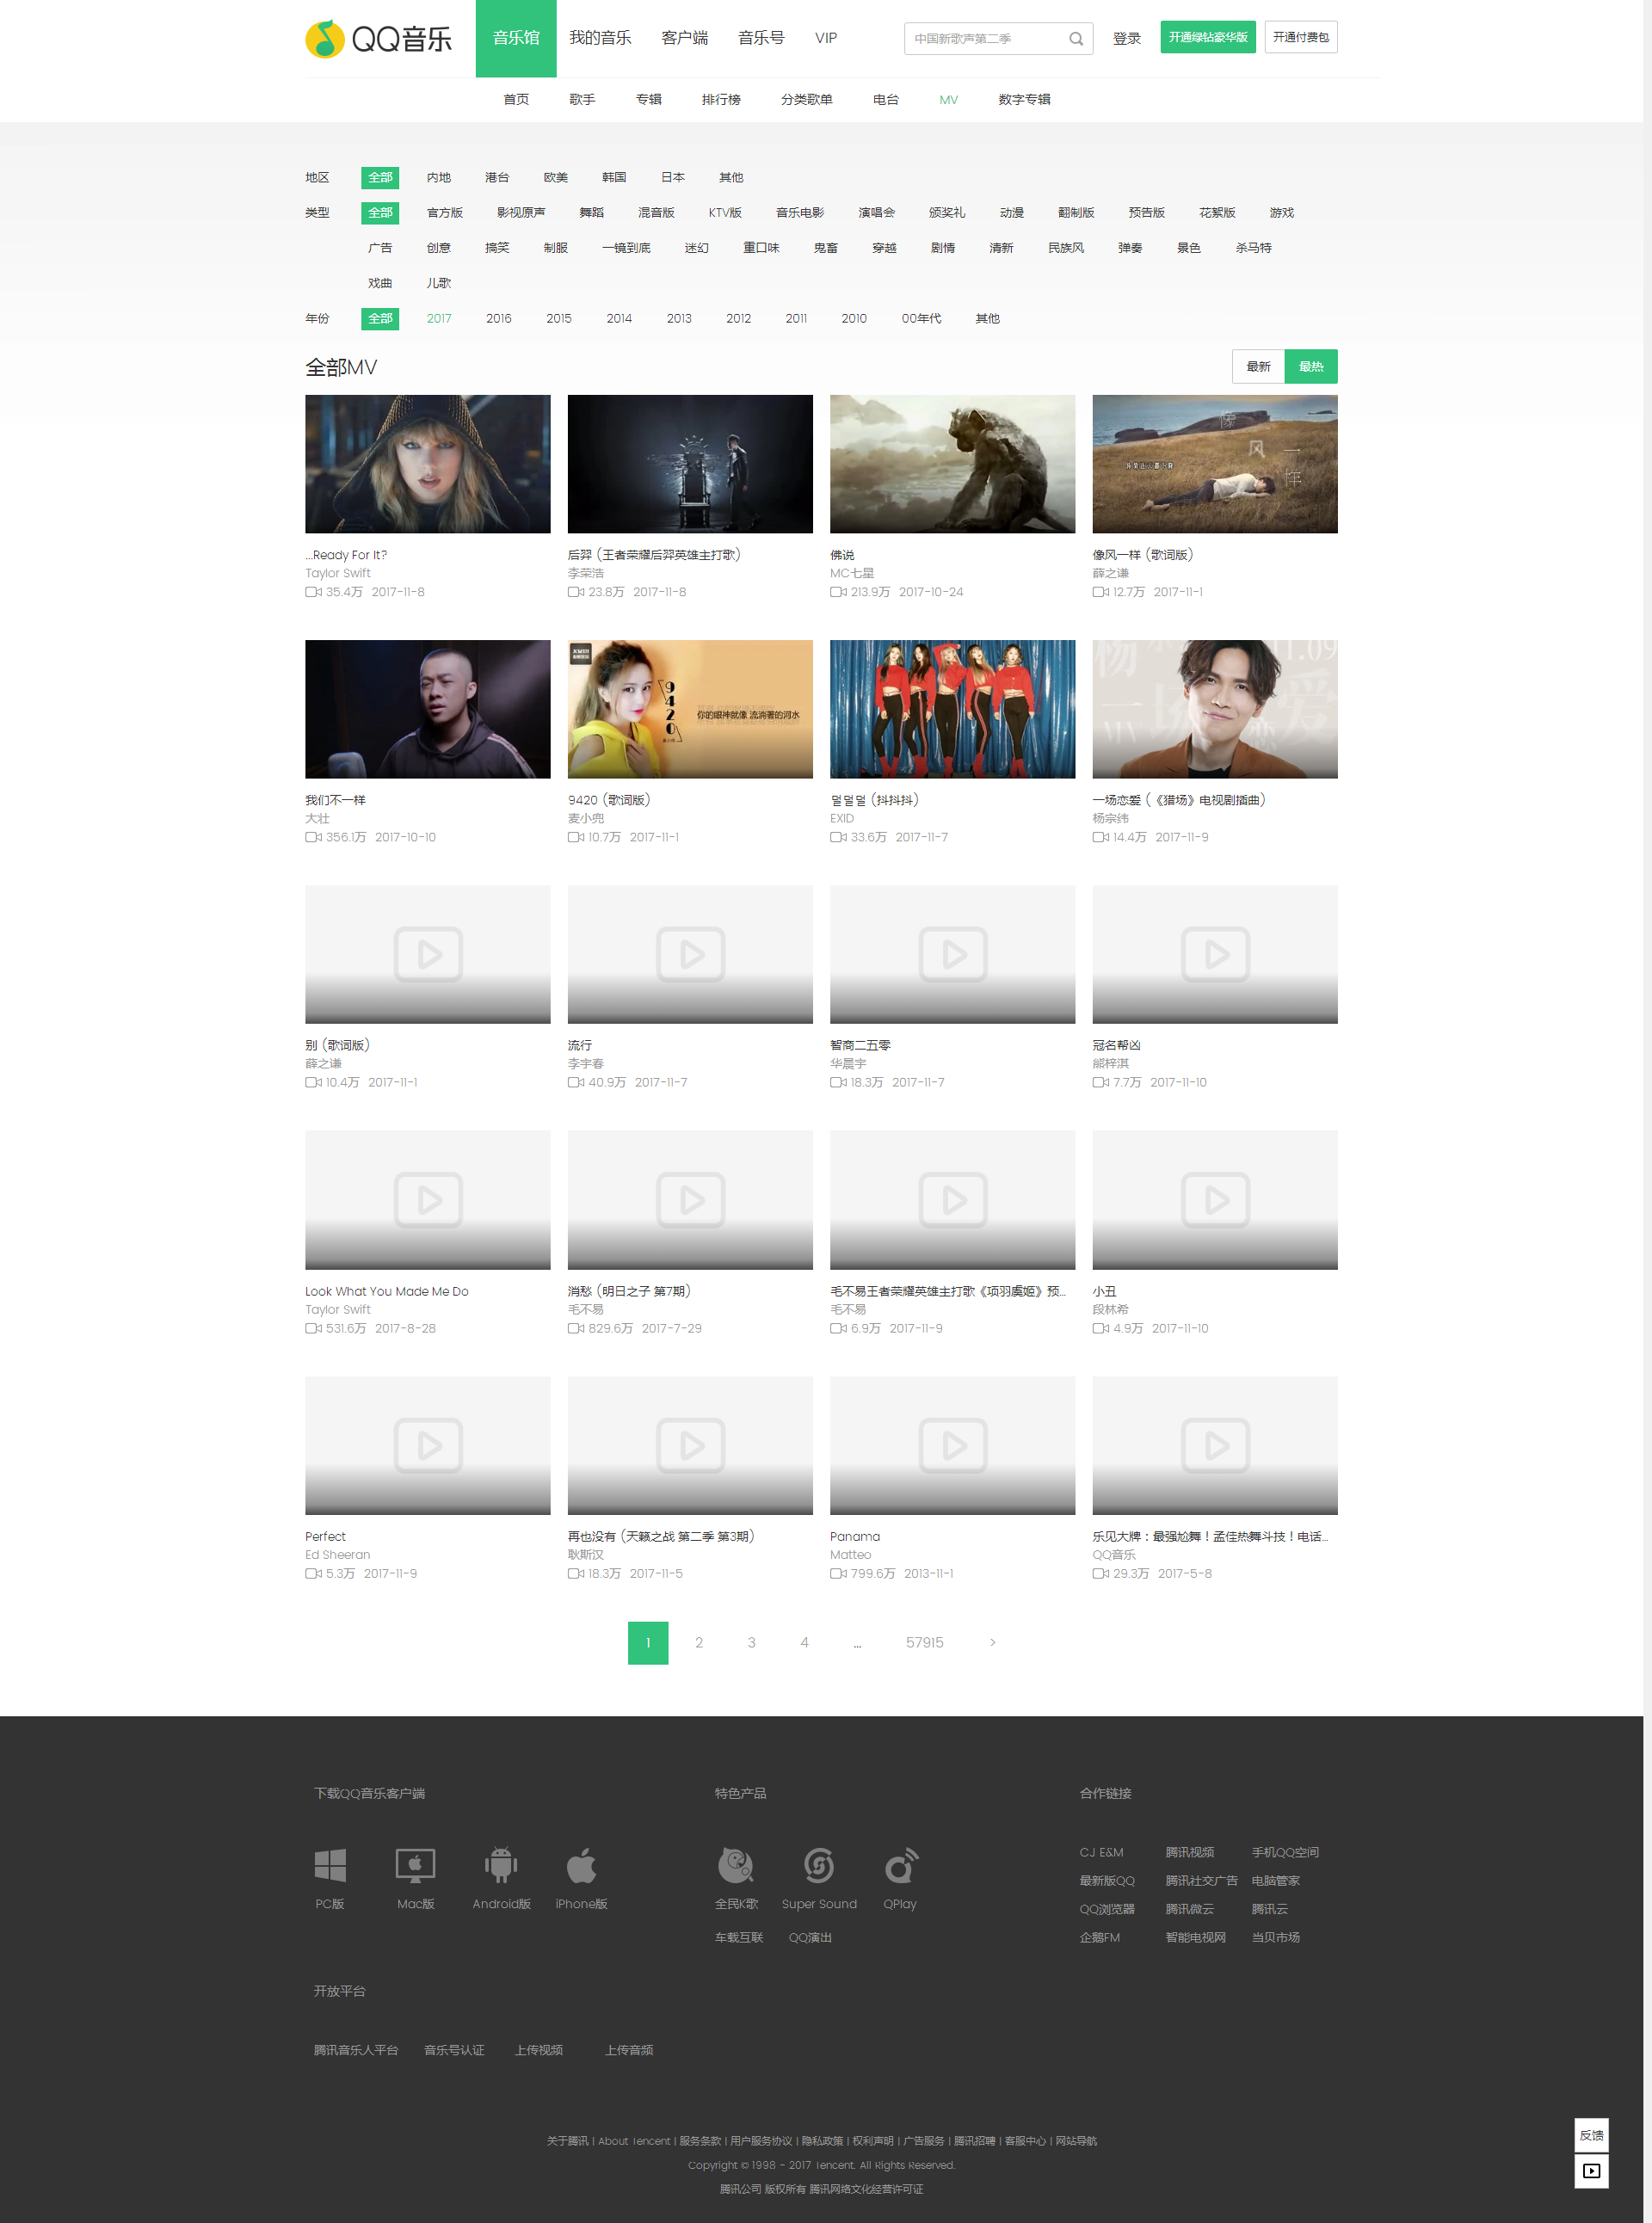 QQ音乐
音乐馆 我的音乐 客户端 音乐号 VIP 中国新歌声第二季 登录 开通绿钻豪华版 开通付费包
首页 歌手 专辑 排行榜 分类歌单 电台 MV 数字专辑
地区 全部 内地 港台 欧美 韩国 日本 其他
类型 全部 官方版 影视原声 舞蹈 混音版 KTV版 音乐电影 演唱会 颁奖礼 动漫 翻制版 预告版 花絮版 游戏
广告 创意 搞笑 制服 一镜到底 迷幻 重口味 鬼畜 穿越 剧情 清新 民族风 弹奏 景色 杀马特
戏曲 儿歌
年份 全部 2017 2016 2015 2014 2013 2012 2011 2010 00年代 其他
全部MV 最新 最热
像风一样
...Ready For It? 后羿 (王者荣耀后羿英雄主打歌) 佛说 像风一样 (歌词版)
Taylor Swift 李荣浩 MC七星 薛之谦
35.4万 2017-11-8 23.8万 2017-11-8 213.9万 2017-10-24 12.7万 2017-11-1
9420
你的眼神就像 流淌着的河水
11.09
我们不一样 9420 (歌词版) 덜덜덜 (抖抖抖) 一场恋爱 (《猎场》电视剧插曲)
大壮 麦小兜 EXID 杨宗纬
356.1万 2017-10-10 10.7万 2017-11-1 33.6万 2017-11-7 14.4万 2017-11-9
别 (歌词版) 流行 智商二五零 冠名帮凶
薛之谦 李宇春 华晨宇 熊梓淇
10.4万 2017-11-1 40.9万 2017-11-7 18.3万 2017-11-7 7.7万 2017-11-10
Look What You Made Me Do 消愁 (明日之子 第7期) 毛不易王者荣耀英雄主打歌《项羽虞姬》预... 小丑
Taylor Swift 毛不易 毛不易 段林希
531.6万 2017-8-28 829.6万 2017-7-29 6.9万 2017-11-9 4.9万 2017-11-10
Perfect 再也没有 (天籁之战 第二季 第3期) Panama 乐见大牌：最强尬舞！孟佳热舞斗技！电话...
Ed Sheeran 耿斯汉 Matteo QQ音乐
5.3万 2017-11-9 18.3万 2017-11-5 799.6万 2013-11-1 29.3万 2017-5-8
1 2 3 4 ... 57915 >
下载QQ音乐客户端 特色产品 合作链接
PC版 Mac版 Android版 iPhone版 全民K歌 Super Sound QPlay
车载互联 QQ演出
CJ E&M 腾讯视频 手机QQ空间
最新版QQ 腾讯社交广告 电脑管家
QQ浏览器 腾讯微云 腾讯云
企鹅FM 智能电视网 当贝市场
开放平台
腾讯音乐人平台 音乐号认证 上传视频 上传音频
反馈
关于腾讯 | About Tencent | 服务条款 | 用户服务协议 | 隐私政策 | 权利声明 | 广告服务 | 腾讯招聘 | 客服中心 | 网站导航
Copyright © 1998 - 2017 Tencent. All Rights Reserved.
腾讯公司 版权所有 腾讯网络文化经营许可证